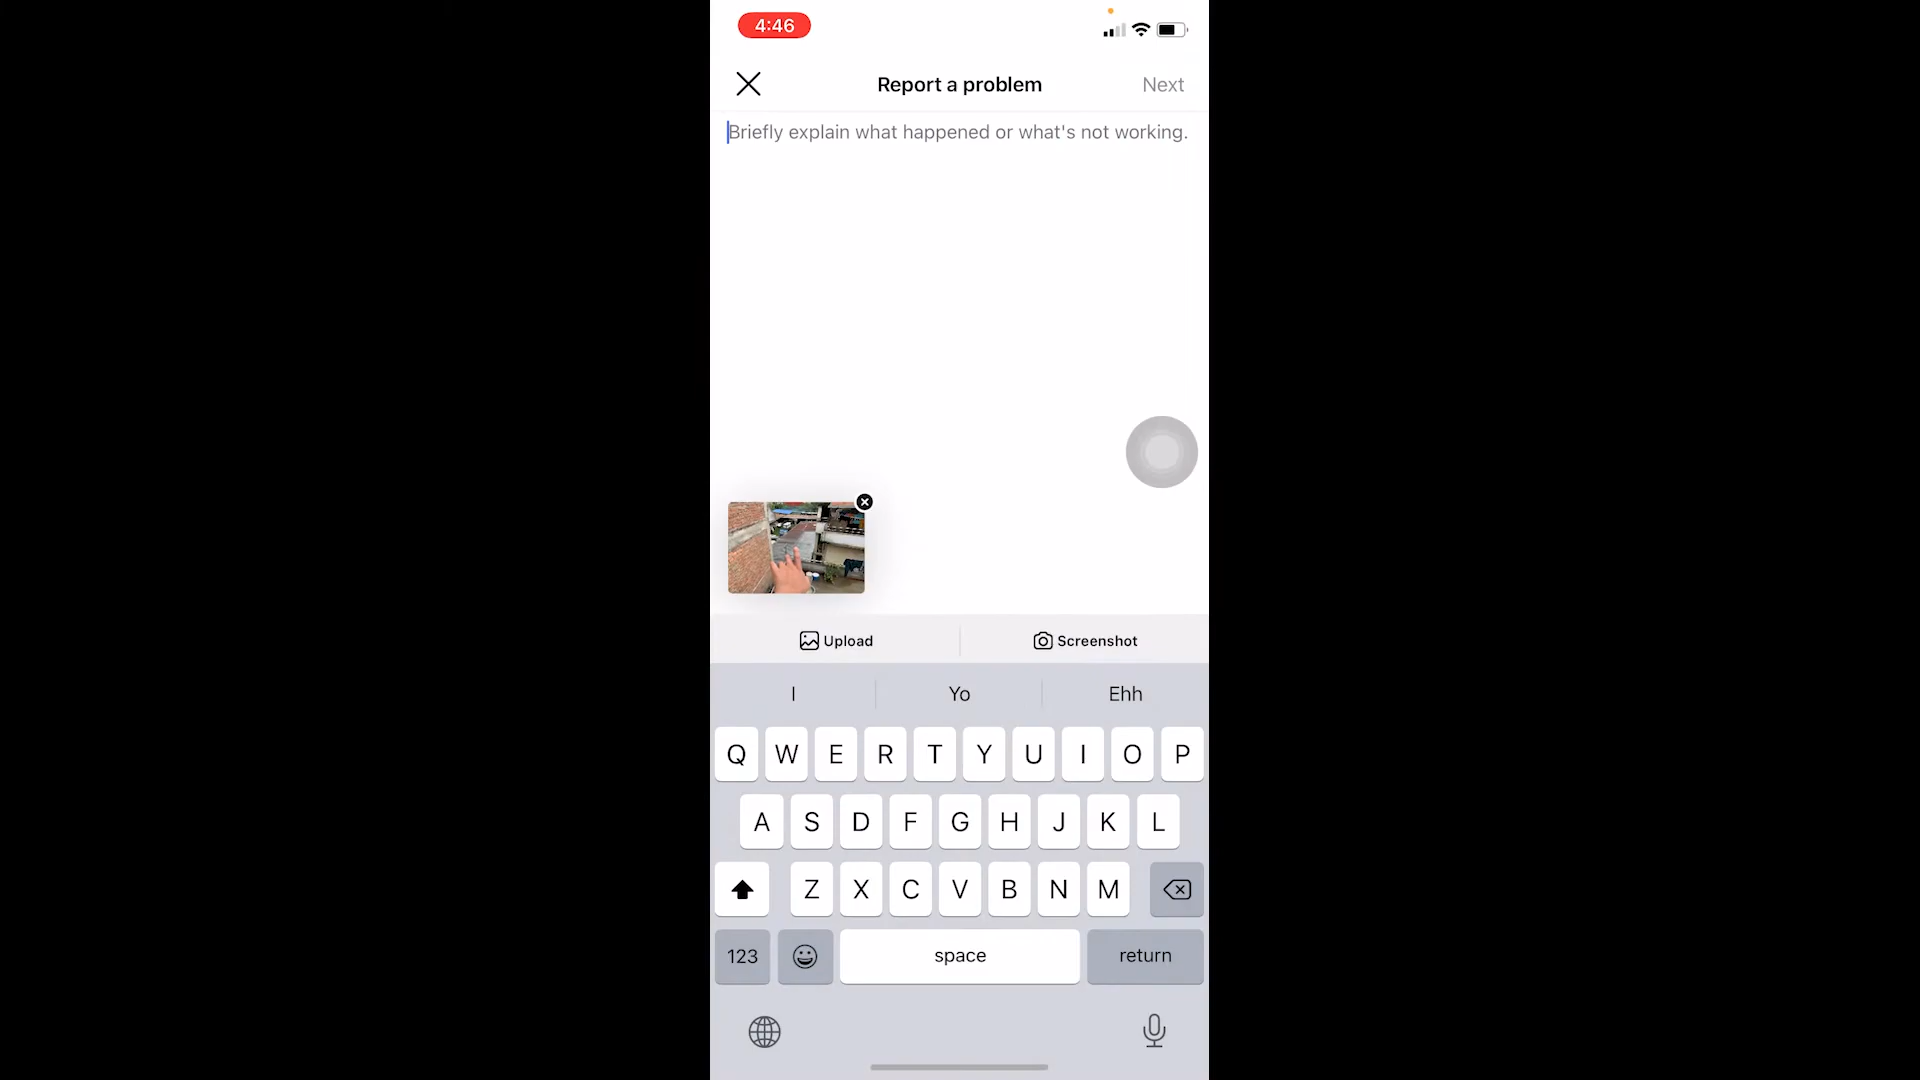 4:46
Report a problem
Next
Briefly explain what happened or what's not working.
Upload
Screenshot
I
Yo
Ehh
Q W E R T Y U I O P
A S D F G H J K L
Z X C V B N M
123
space
return